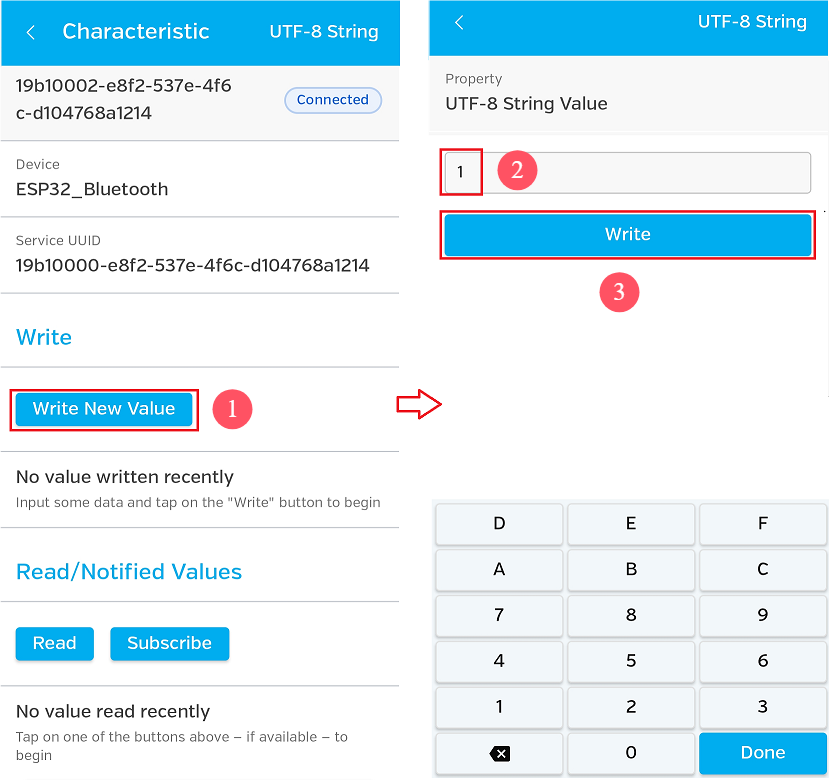 Characteristic
UTF-8 String
19b10002-e8f2-537e-4f6
c-d104768a1214
Connected
Device
ESP32_Bluetooth
Service UUID
19b10000-e8f2-537e-4f6c-d104768a1214
Write
Write New Value
1
No value written recently
Input some data and tap on the "Write" button to begin
Read/Notified Values
Read
Subscribe
No value read recently
Tap on one of the buttons above – if available – to
begin
UTF-8 String
Property
UTF-8 String Value
1
2
Write
3
D E F
A B C
7 8 9
4 5 6
1 2 3
0 Done